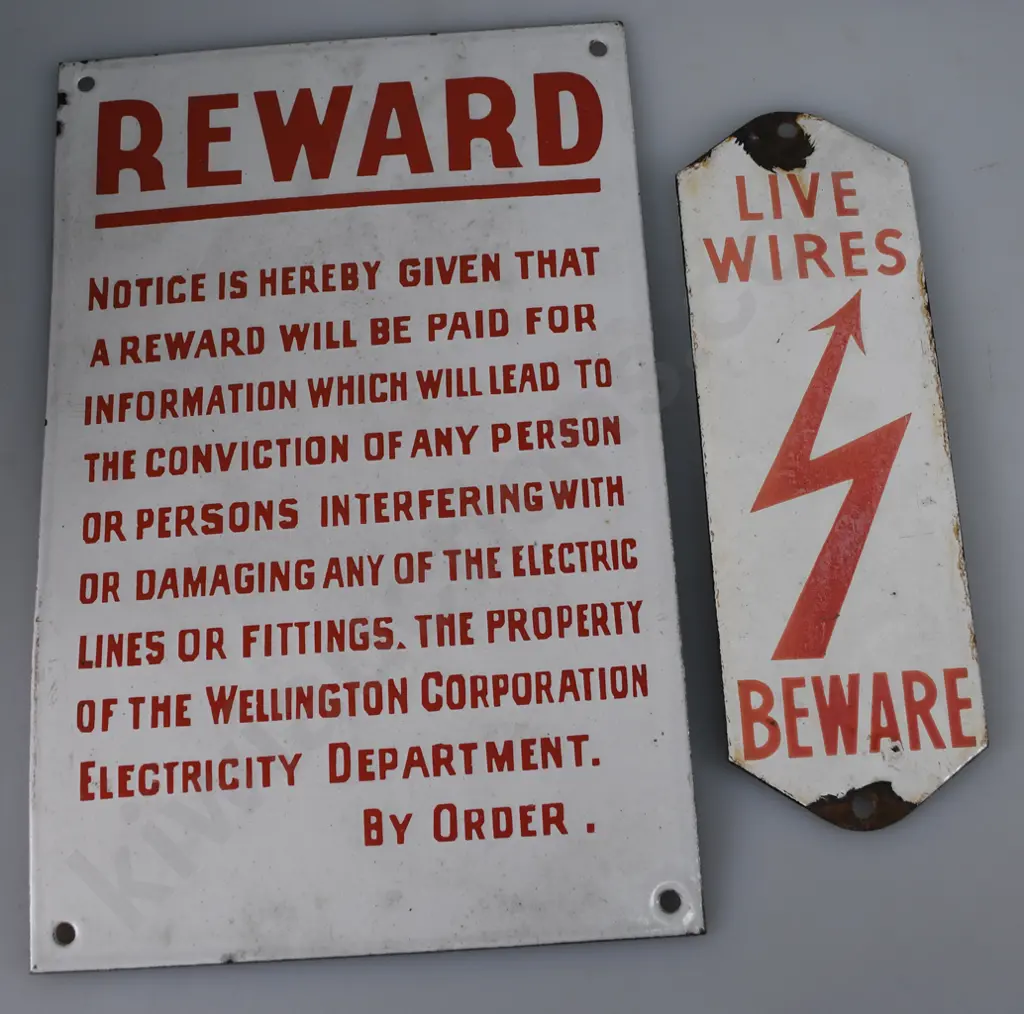 REWARD
NOTICE IS HEREBY GIVEN THAT
A REWARD WILL BE PAID FOR
INFORMATION WHICH WILL LEAD TO
THE CONVICTION OF ANY PERSON
OR PERSONS INTERFERING WITH
OR DAMAGING ANY OF THE ELECTRIC
LINES OR FITTINGS. THE PROPERTY
OF THE WELLINGTON CORPORATION
ELECTRICITY DEPARTMENT.
BY ORDER.
LIVE
WIRES
BEWARE